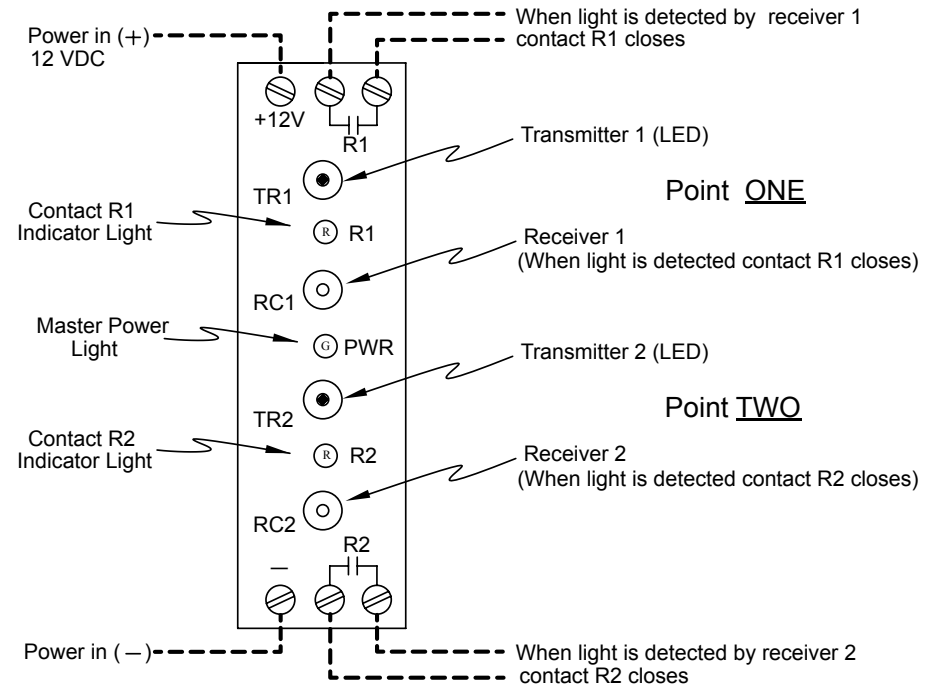 When light is detected by receiver 1
contact R1 closes
Power in (+)
12 VDC
+12V
R1
Transmitter 1 (LED)
TR1
Point ONE
Contact R1
Indicator Light
R R1
Receiver 1
(When light is detected contact R1 closes)
RC1
Master Power
Light
G PWR
Transmitter 2 (LED)
TR2
Point TWO
Contact R2
Indicator Light
R R2
Receiver 2
(When light is detected contact R2 closes)
RC2
R2
—
Power in ( — )
When light is detected by receiver 2
contact R2 closes